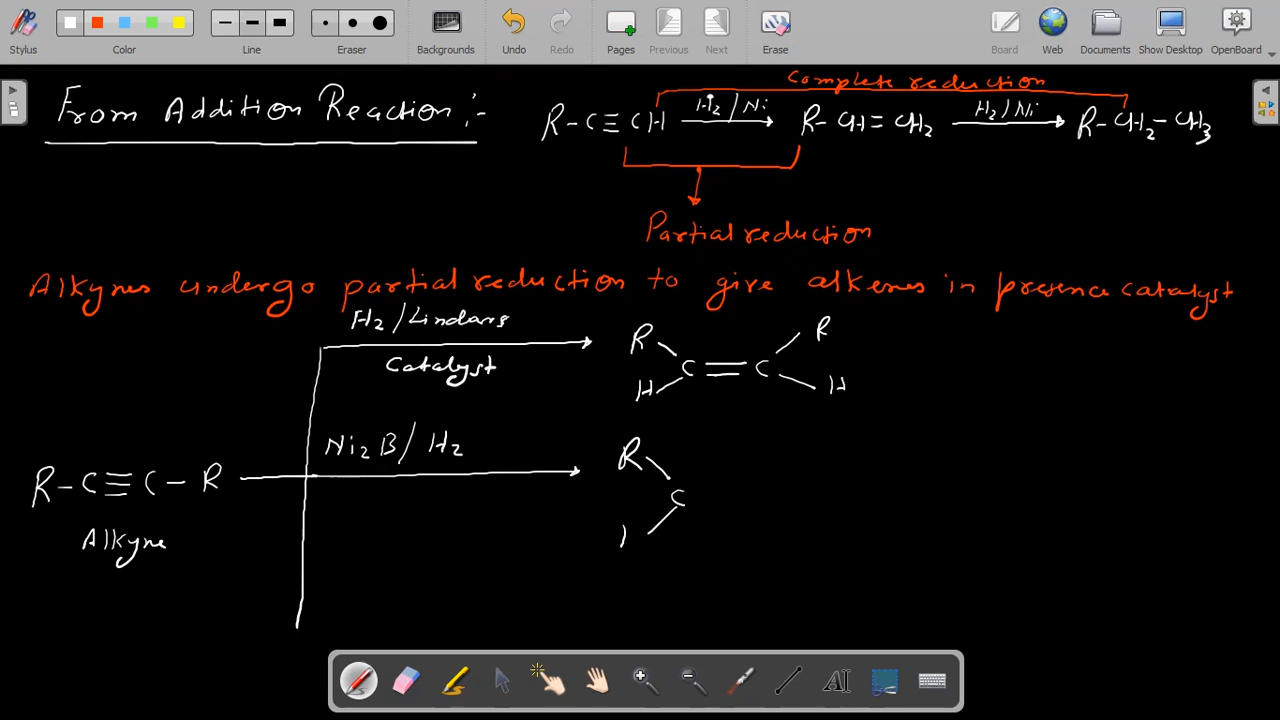 Stylus Color Line Eraser Backgrounds Undo Redo Pages Previous Next Erase Board Web Documents Show Desktop OpenBoard
Complete reduction
From Addition Reaction :-
R-C≡CH H2/Ni R-CH=CH2 H2/Ni R-CH2-CH3
Partial reduction
Alkynes undergo partial reduction to give alkenes in presence catalyst
H2/Lindars
Catalyst
R R
C=C
H H
Ni2B/H2
R
C
R-C≡C-R
Alkyne